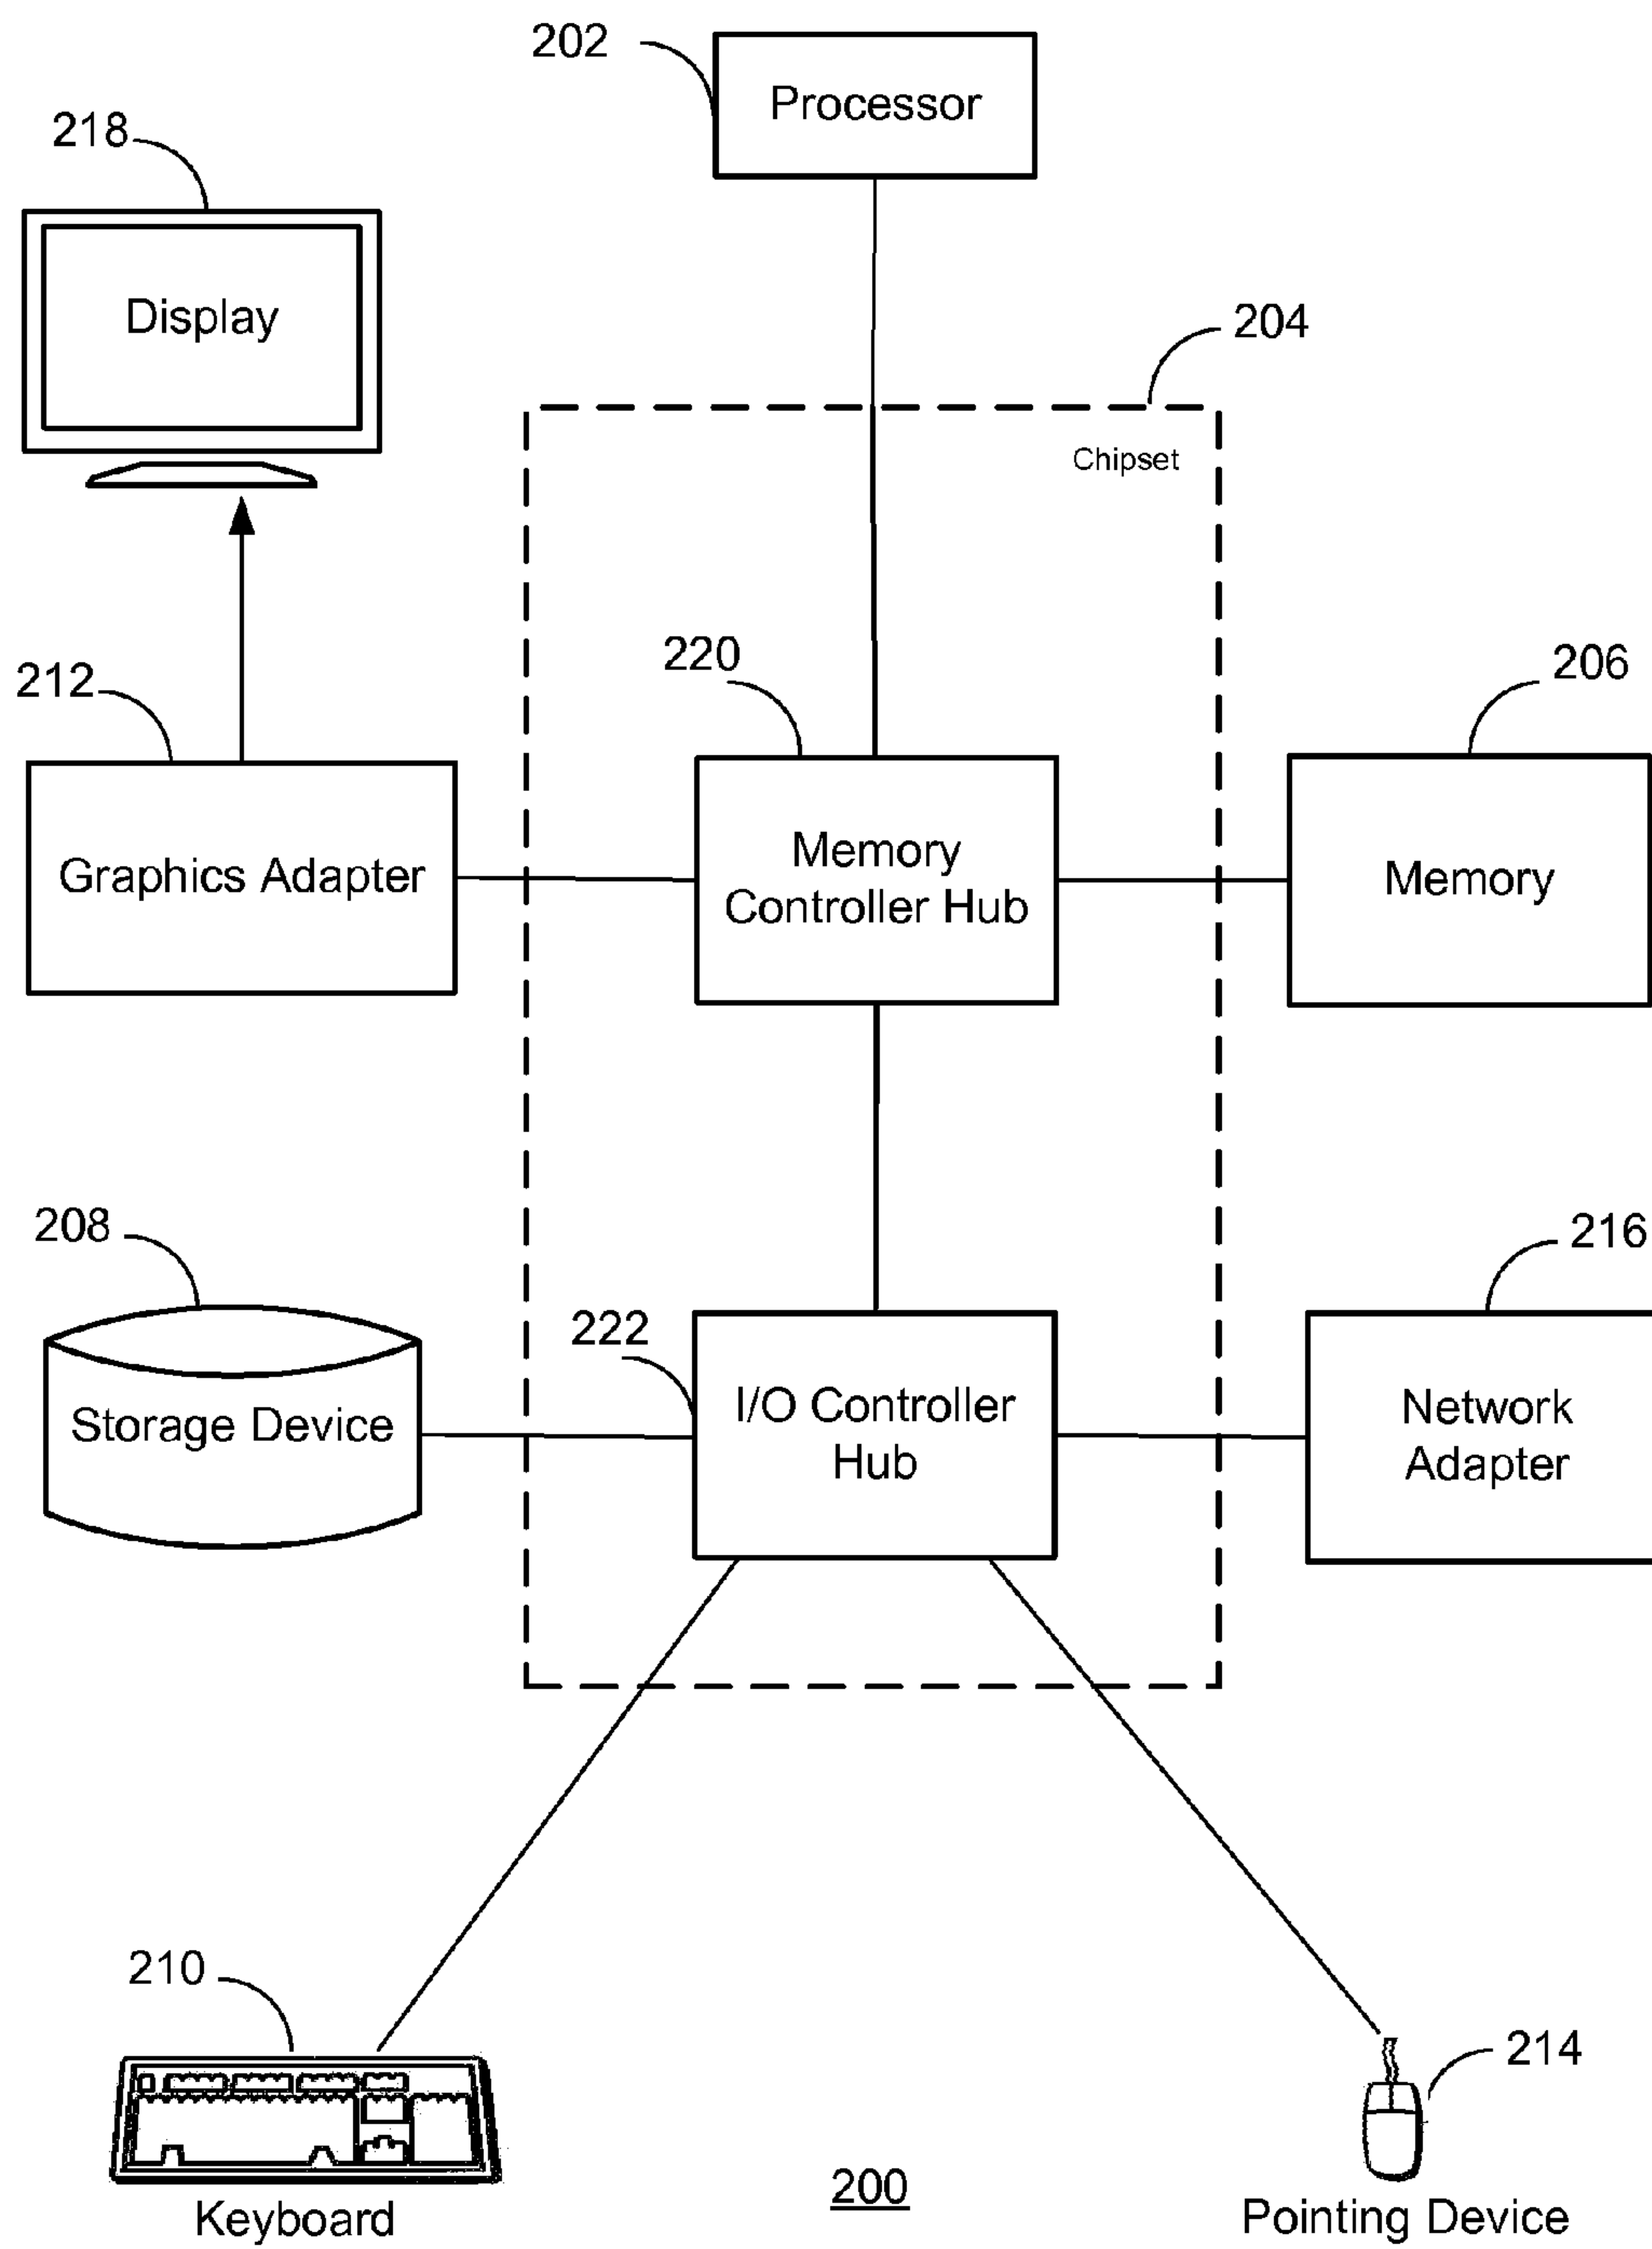 202
Processor
218
Display
204
Chipset
220
206
212
Graphics Adapter
Memory
Controller Hub
Memory
208
216
222
Storage Device
I/O Controller
Hub
Network
Adapter
210
214
Keyboard
200
Pointing Device